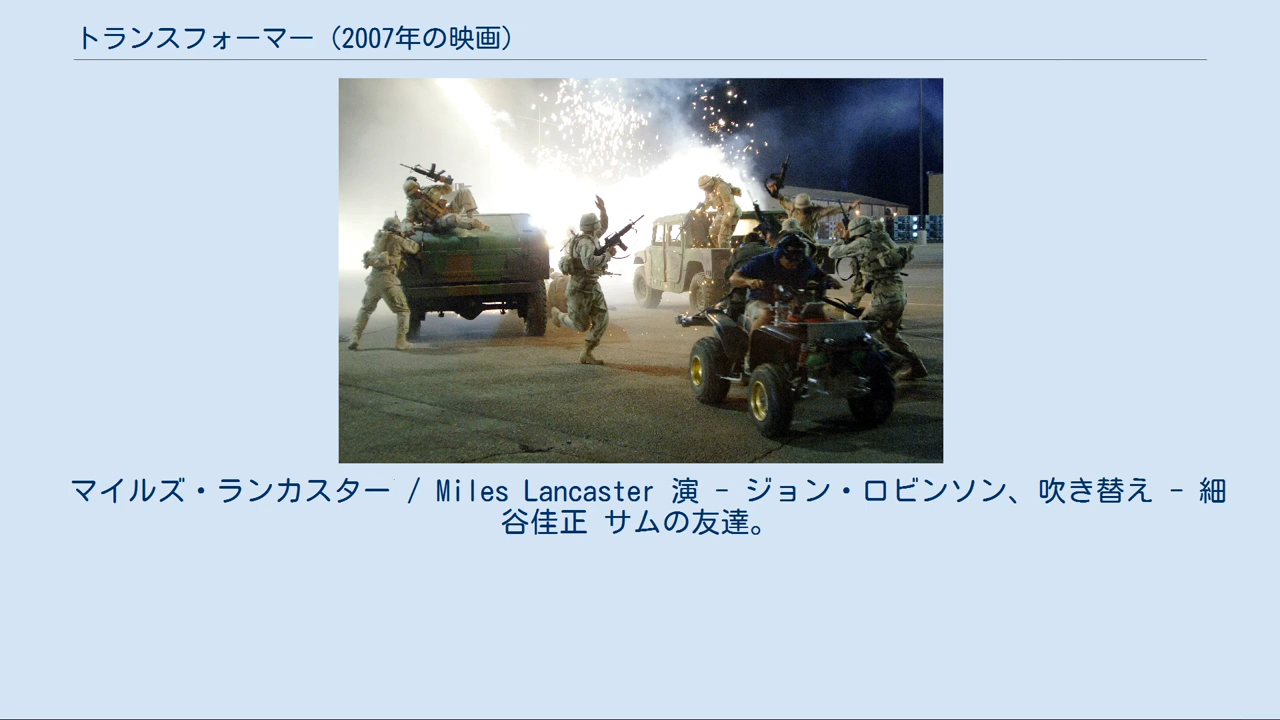 トランスフォーマー（2007年の映画）
マイルズ・ランカスター / Miles Lancaster 演 - ジョン・ロビンソン、吹き替え - 細
谷佳正 サムの友達。